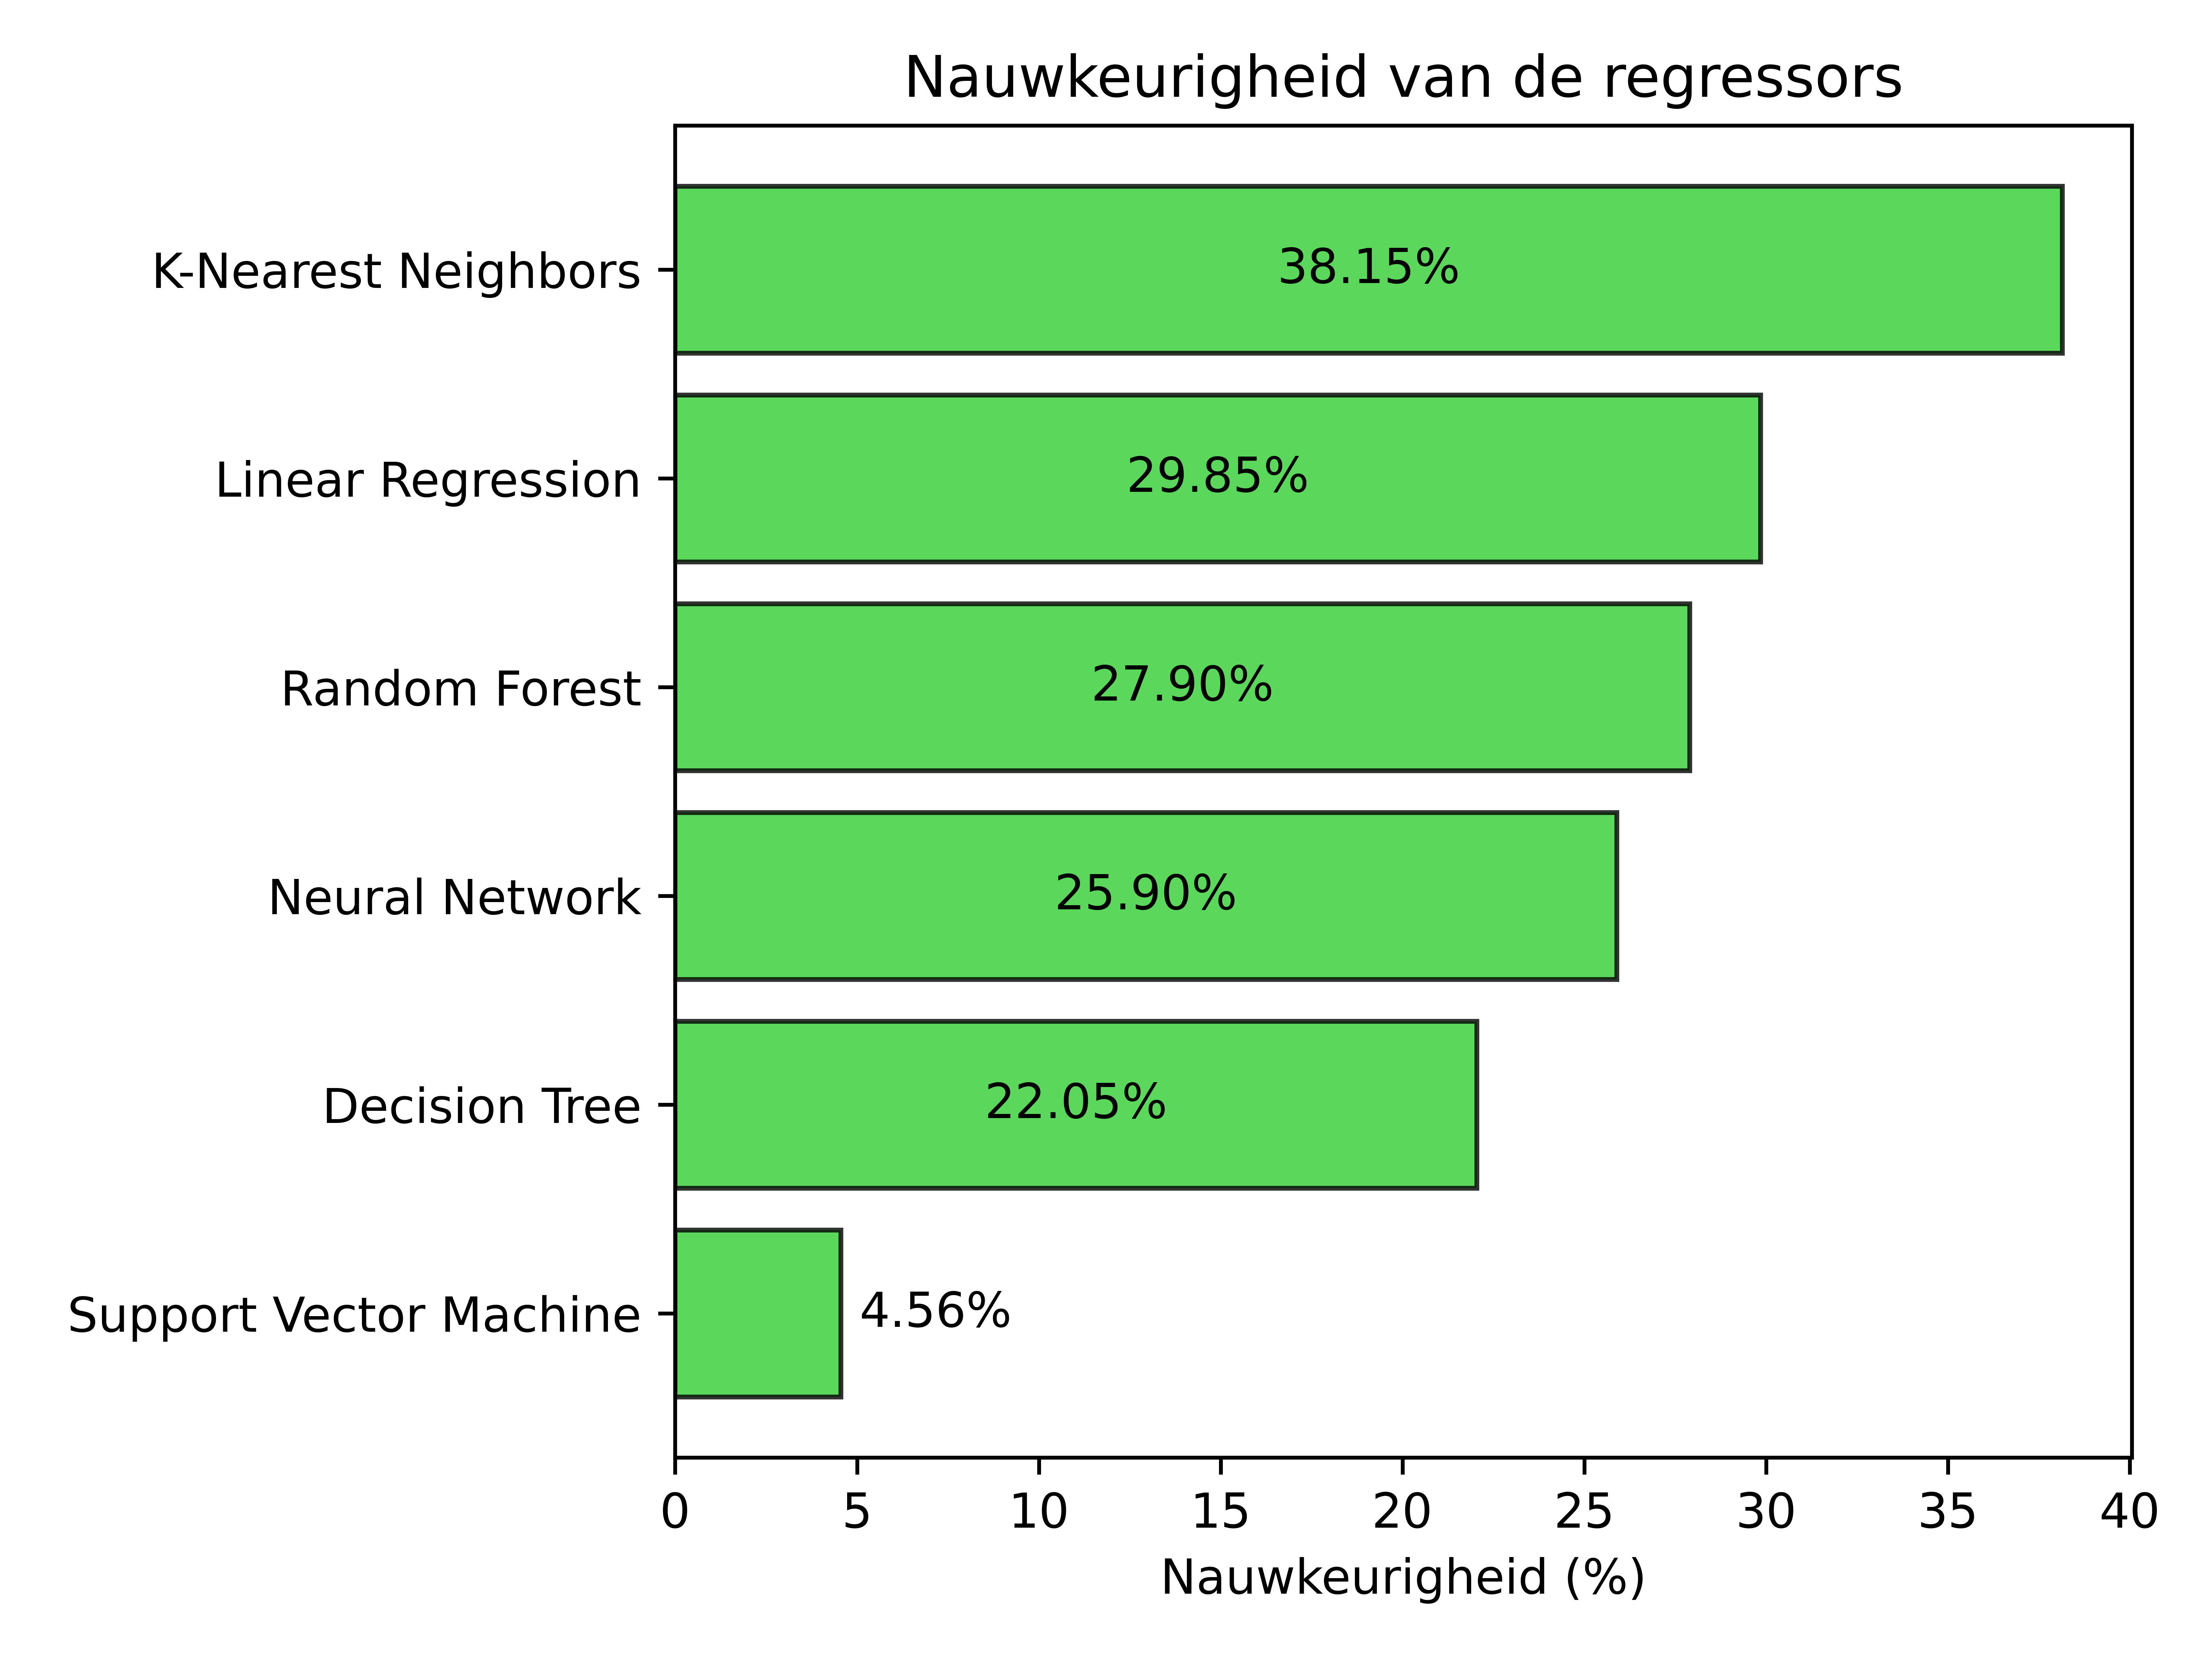 Nauwkeurigheid van de regressors
K-Nearest Neighbors
38.15%
Linear Regression
29.85%
Random Forest
27.90%
Neural Network
25.90%
Decision Tree
22.05%
Support Vector Machine
4.56%
0 5 10 15 20 25 30 35 40
Nauwkeurigheid (%)